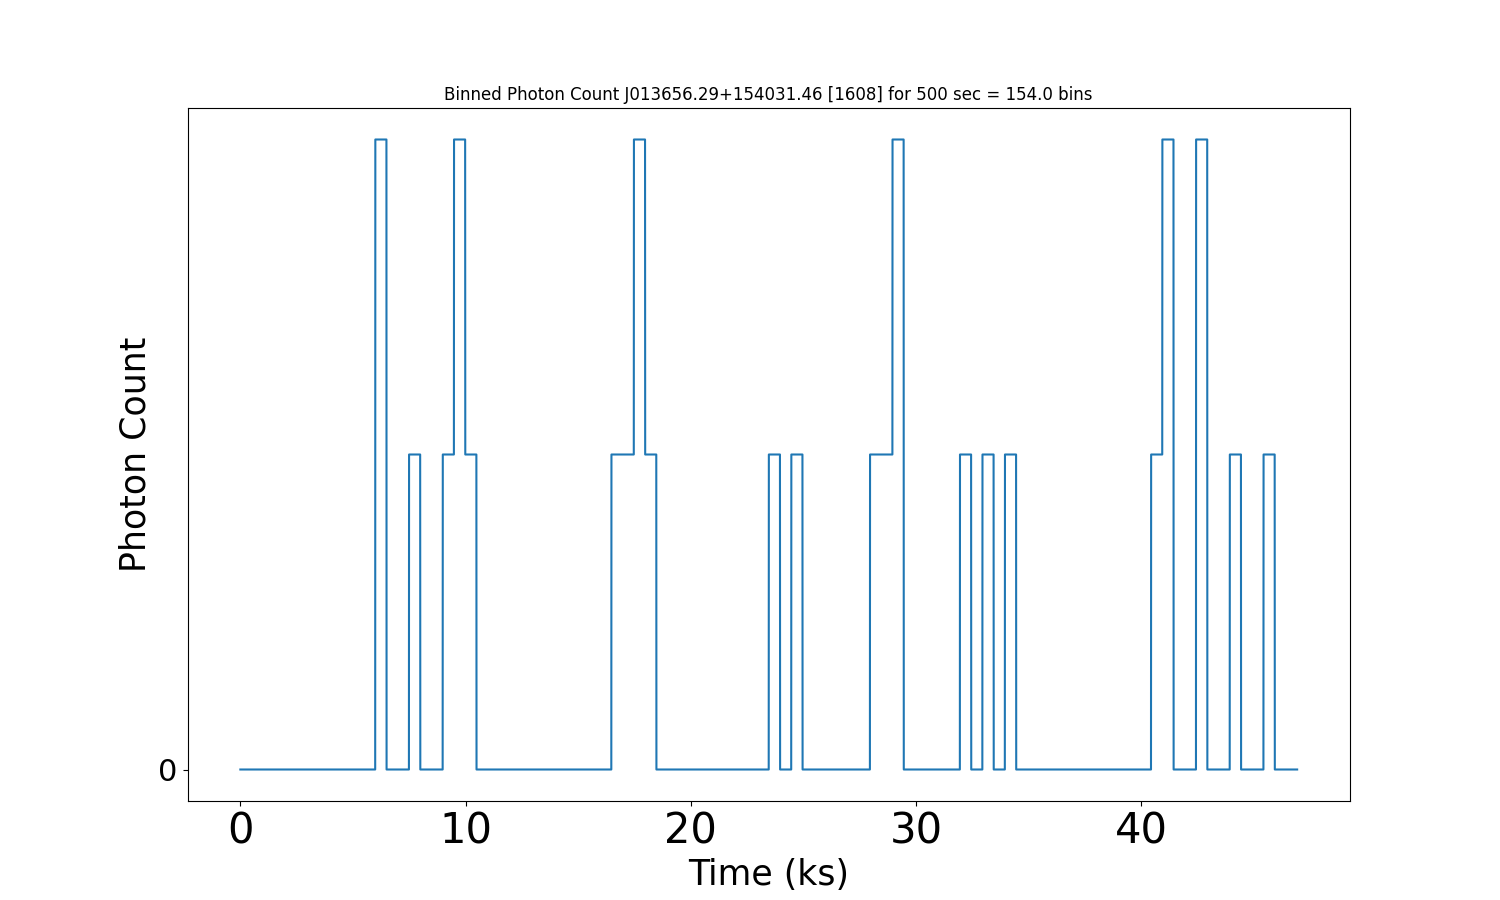 Binned Photon Count J013656.29+154031.46 [1608] for 500 sec = 154.0 bins
Photon Count
0
0 10 20 30 40
Time (ks)